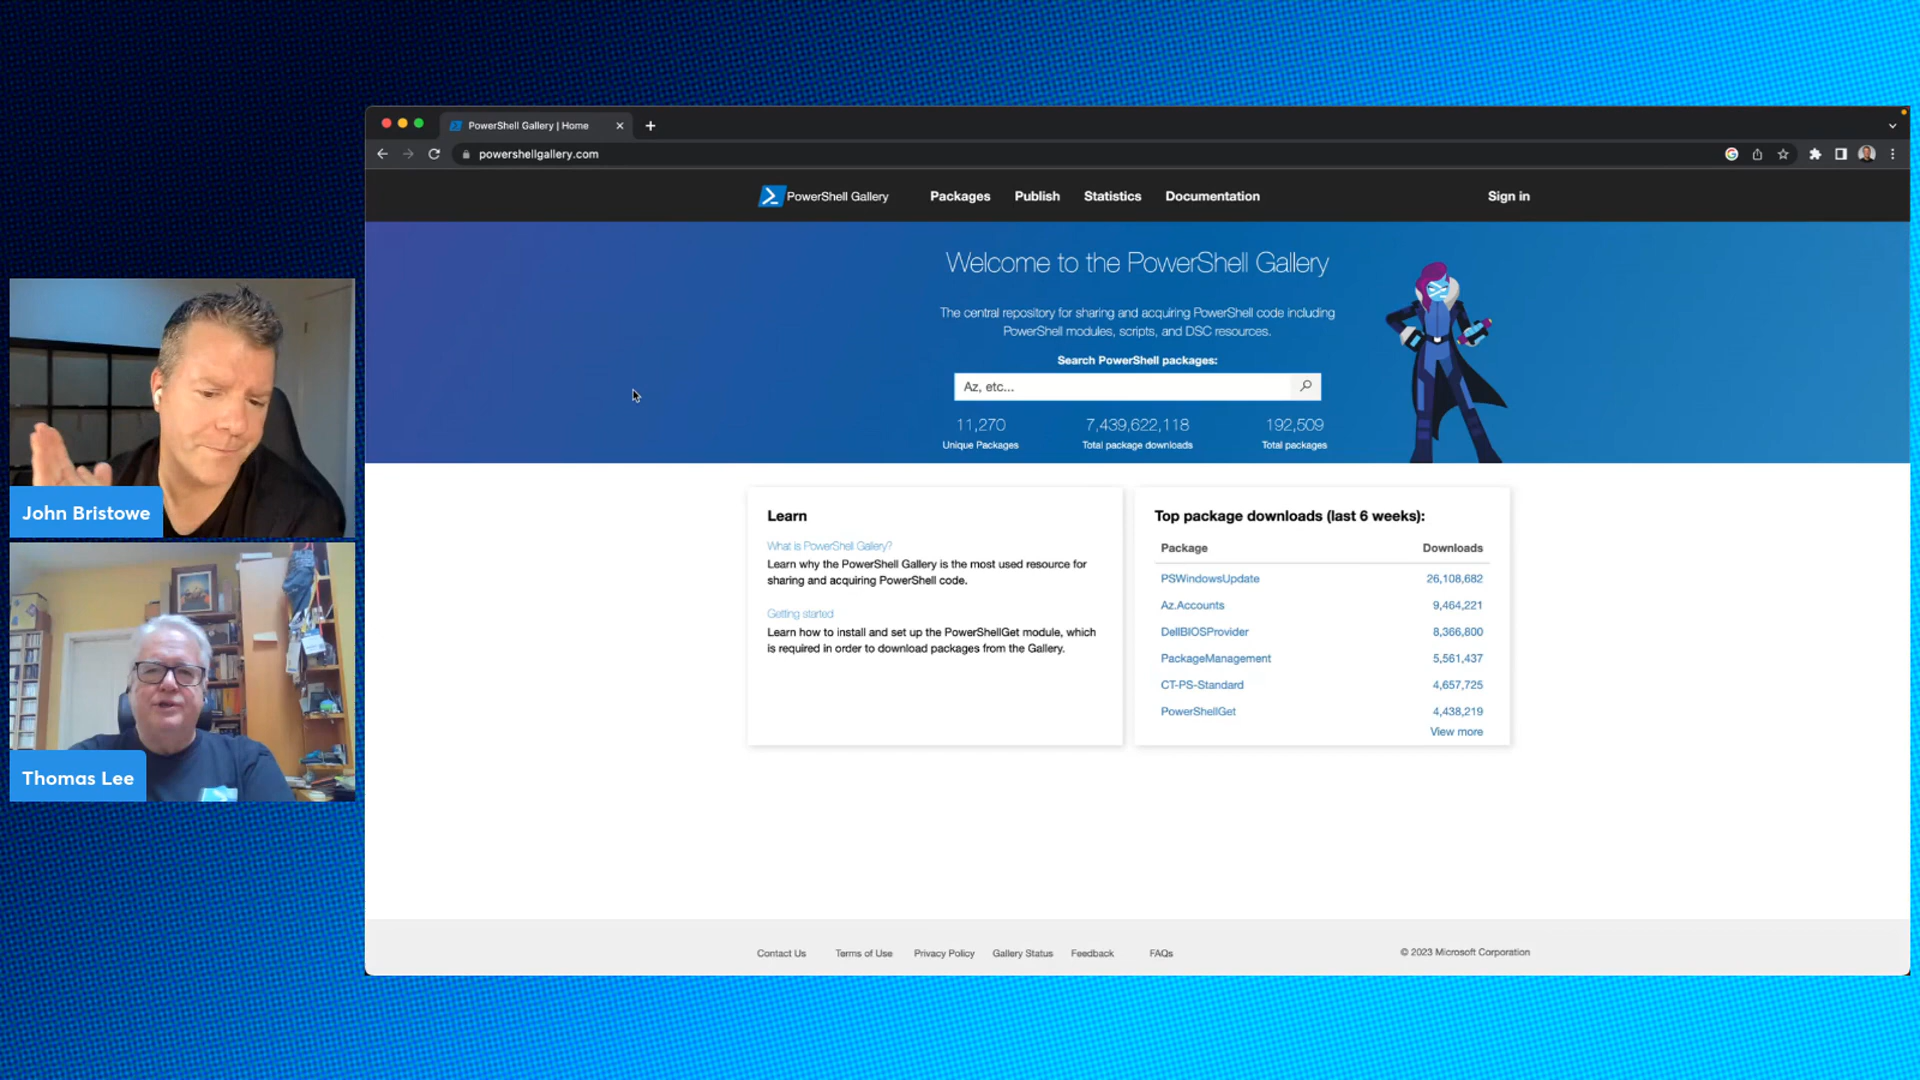 PowerShell Gallery | Home
powershellgallery.com
PowerShell Gallery
Packages
Publish
Statistics
Documentation
Sign in
Welcome to the PowerShell Gallery
The central repository for sharing and acquiring PowerShell code including
PowerShell modules, scripts, and DSC resources.
Search PowerShell packages:
Az, etc...
11,270
7,439,622,118
192,509
Unique Packages
Total package downloads
Total packages
John Bristowe
Thomas Lee
Learn
What is PowerShell Gallery?
Learn why the PowerShell Gallery is the most used resource for
sharing and acquiring PowerShell code.
Getting started
Learn how to install and set up the PowerShellGet module, which
is required in order to download packages from the Gallery.
Top package downloads (last 6 weeks):
Package Downloads
PSWindowsUpdate 26,108,682
Az.Accounts 9,464,221
DellBIOSProvider 8,366,800
PackageManagement 5,561,437
CT-PS-Standard 4,657,725
PowerShellGet 4,438,219
View more
Contact Us
Terms of Use
Privacy Policy
Gallery Status
Feedback
FAQs
© 2023 Microsoft Corporation